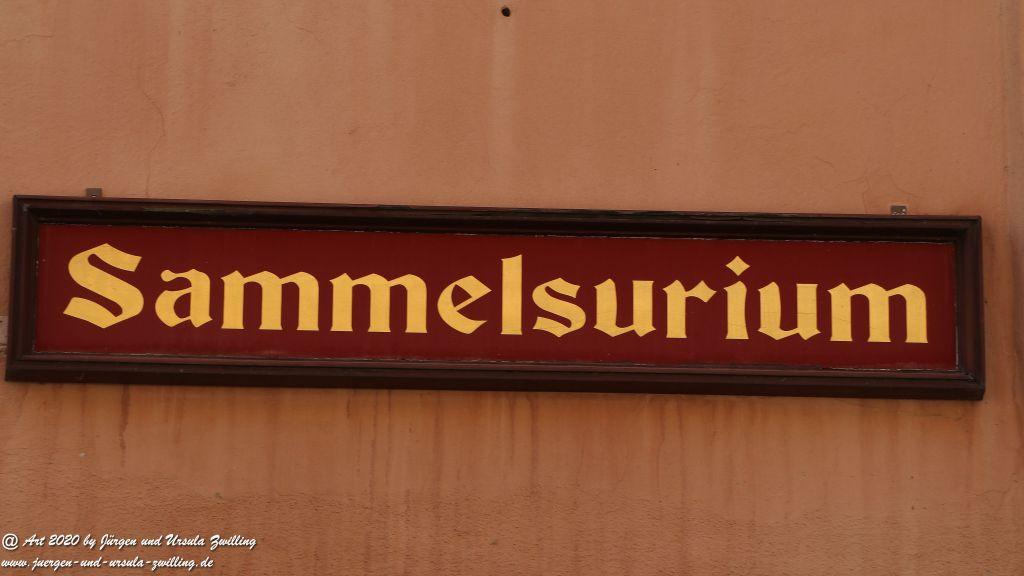 Sammelsurium
@ Art 2020 by Jürgen und Ursula Zwilling
www.juergen-und-ursula-zwilling.de